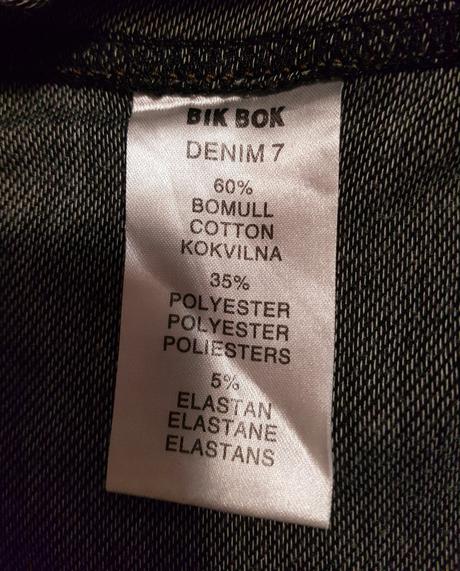 BIK BOK
DENIM 7
60%
BOMULL
COTTON
KOKVILNA
35%
POLYESTER
POLYESTER
POLIESTERS
5%
ELASTAN
ELASTANE
ELASTANS